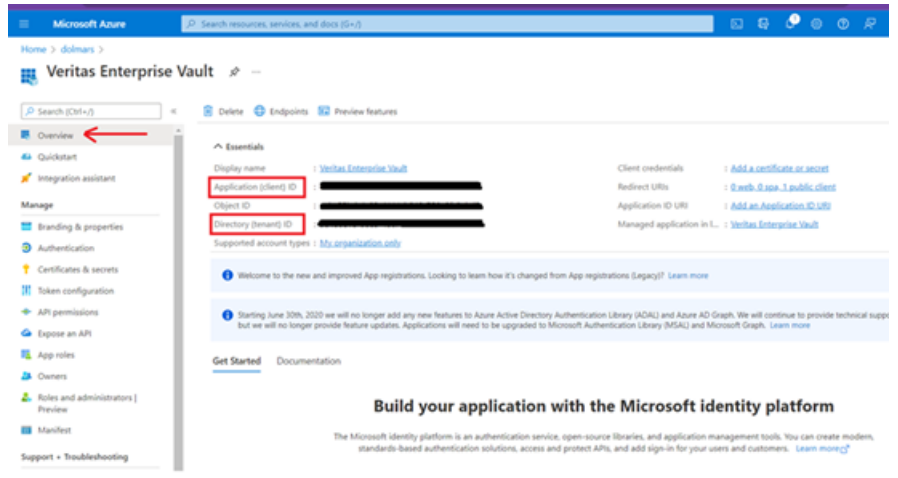 Microsoft Azure
Search resources, services, and docs (G+/)
Home > dolmars >
Veritas Enterprise Vault
Search (Ctrl+/)
Delete
Endpoints
Preview features
Overview
Quickstart
Integration assistant
Manage
Branding & properties
Authentication
Certificates & secrets
Token configuration
API permissions
Expose an API
App roles
Owners
Roles and administrators |
Preview
Manifest
Support + Troubleshooting
Essentials
Display name : Veritas Enterprise Vault
Application (client) ID :
Object ID :
Directory (tenant) ID :
Supported account types : My organization only
Client credentials : Add a certificate or secret
Redirect URIs : 0 web, 0 spa, 1 public client
Application ID URI : Add an Application ID URI
Managed application in l... : Veritas Enterprise Vault
Welcome to the new and improved App registrations. Looking to learn how it's changed from App registrations (Legacy)? Learn more
Starting June 30th, 2020 we will no longer add any new features to Azure Active Directory Authentication Library (ADAL) and Azure AD Graph. We will continue to provide technical suppo
but we will no longer provide feature updates. Applications will need to be upgraded to Microsoft Authentication Library (MSAL) and Microsoft Graph. Learn more
Get Started
Documentation
Build your application with the Microsoft identity platform
The Microsoft identity platform is an authentication service, open-source libraries, and application management tools. You can create modern,
standards-based authentication solutions, access and protect APIs, and add sign-in for your users and customers. Learn more